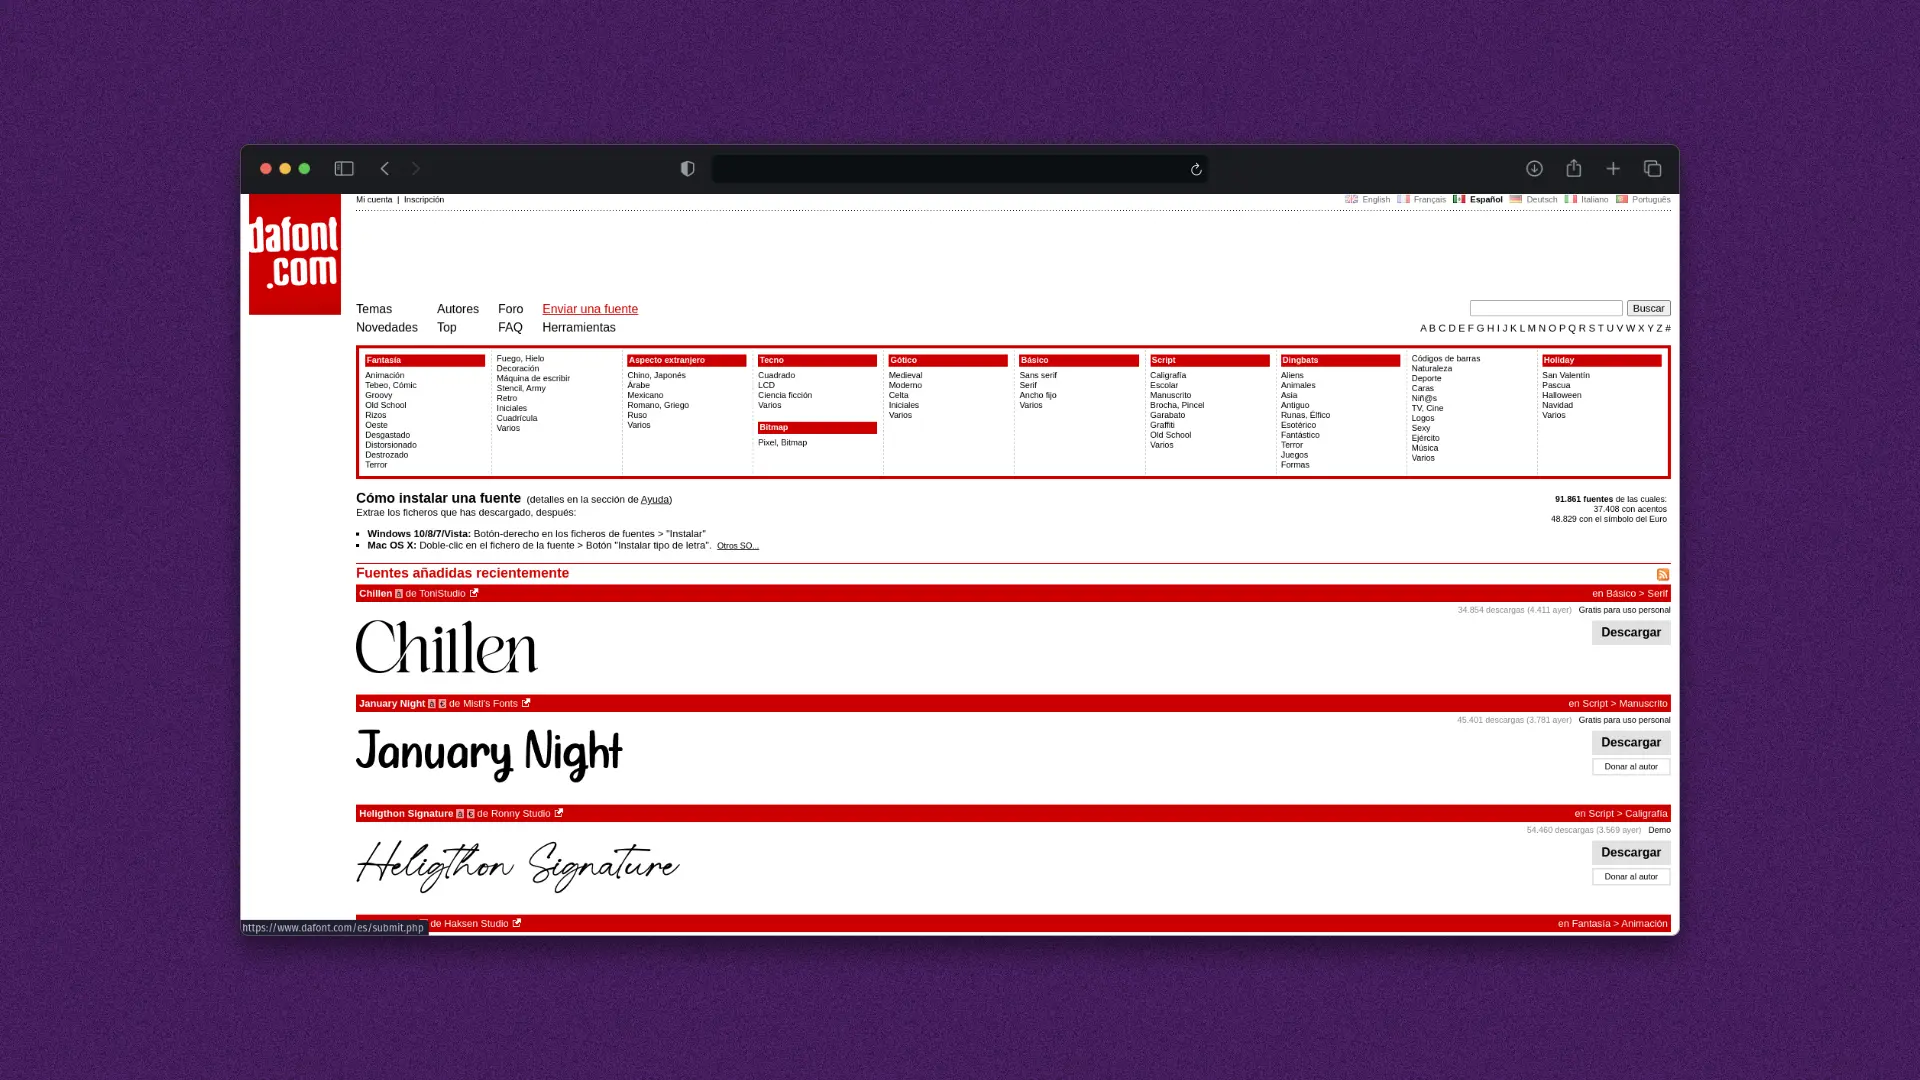 dafont
.com
Mi cuenta | Inscripción
English Français Español Deutsch Italiano Português
Temas Autores Foro Enviar una fuente
Novedades Top FAQ Herramientas
Buscar
A B C D E F G H I J K L M N O P Q R S T U V W X Y Z #
Fantasía
Animación
Tebeo, Cómic
Groovy
Old School
Rizos
Oeste
Desgastado
Distorsionado
Destrozado
Terror
Fuego, Hielo
Decoración
Máquina de escribir
Stencil, Army
Retro
Iniciales
Cuadrícula
Varios
Aspecto extranjero
Chino, Japonés
Árabe
Mexicano
Romano, Griego
Ruso
Varios
Tecno
Cuadrado
LCD
Ciencia ficción
Varios
Bitmap
Pixel, Bitmap
Gótico
Medieval
Moderno
Celta
Iniciales
Varios
Básico
Sans serif
Serif
Ancho fijo
Varios
Script
Caligrafía
Escolar
Manuscrito
Brocha, Pincel
Garabato
Graffiti
Old School
Varios
Dingbats
Aliens
Animales
Asia
Antiguo
Runas, Élfico
Esotérico
Fantástico
Terror
Juegos
Formas
Códigos de barras
Naturaleza
Deporte
Caras
Niñ@s
TV, Cine
Logos
Sexy
Ejército
Música
Varios
Holiday
San Valentín
Pascua
Halloween
Navidad
Varios
Cómo instalar una fuente (detalles en la sección de Ayuda)
Extrae los ficheros que has descargado, después:
Windows 10/8/7/Vista: Botón-derecho en los ficheros de fuentes > "Instalar"
Mac OS X: Doble-clic en el fichero de la fuente > Botón "Instalar tipo de letra". Otros SO...
91.861 fuentes de las cuales:
37.408 con acentos
48.829 con el símbolo del Euro
Fuentes añadidas recientemente
Chillen à de ToniStudio en Básico > Serif
34.854 descargas (4.411 ayer) Gratis para uso personal
Chillen
Descargar
January Night à € de Misti's Fonts en Script > Manuscrito
45.401 descargas (3.781 ayer) Gratis para uso personal
January Night
Descargar
Donar al autor
Heligthon Signature à € de Ronny Studio en Script > Caligrafía
54.460 descargas (3.569 ayer) Demo
Heligthon Signature
Descargar
Donar al autor
de Haksen Studio en Fantasía > Animación
https://www.dafont.com/es/submit.php